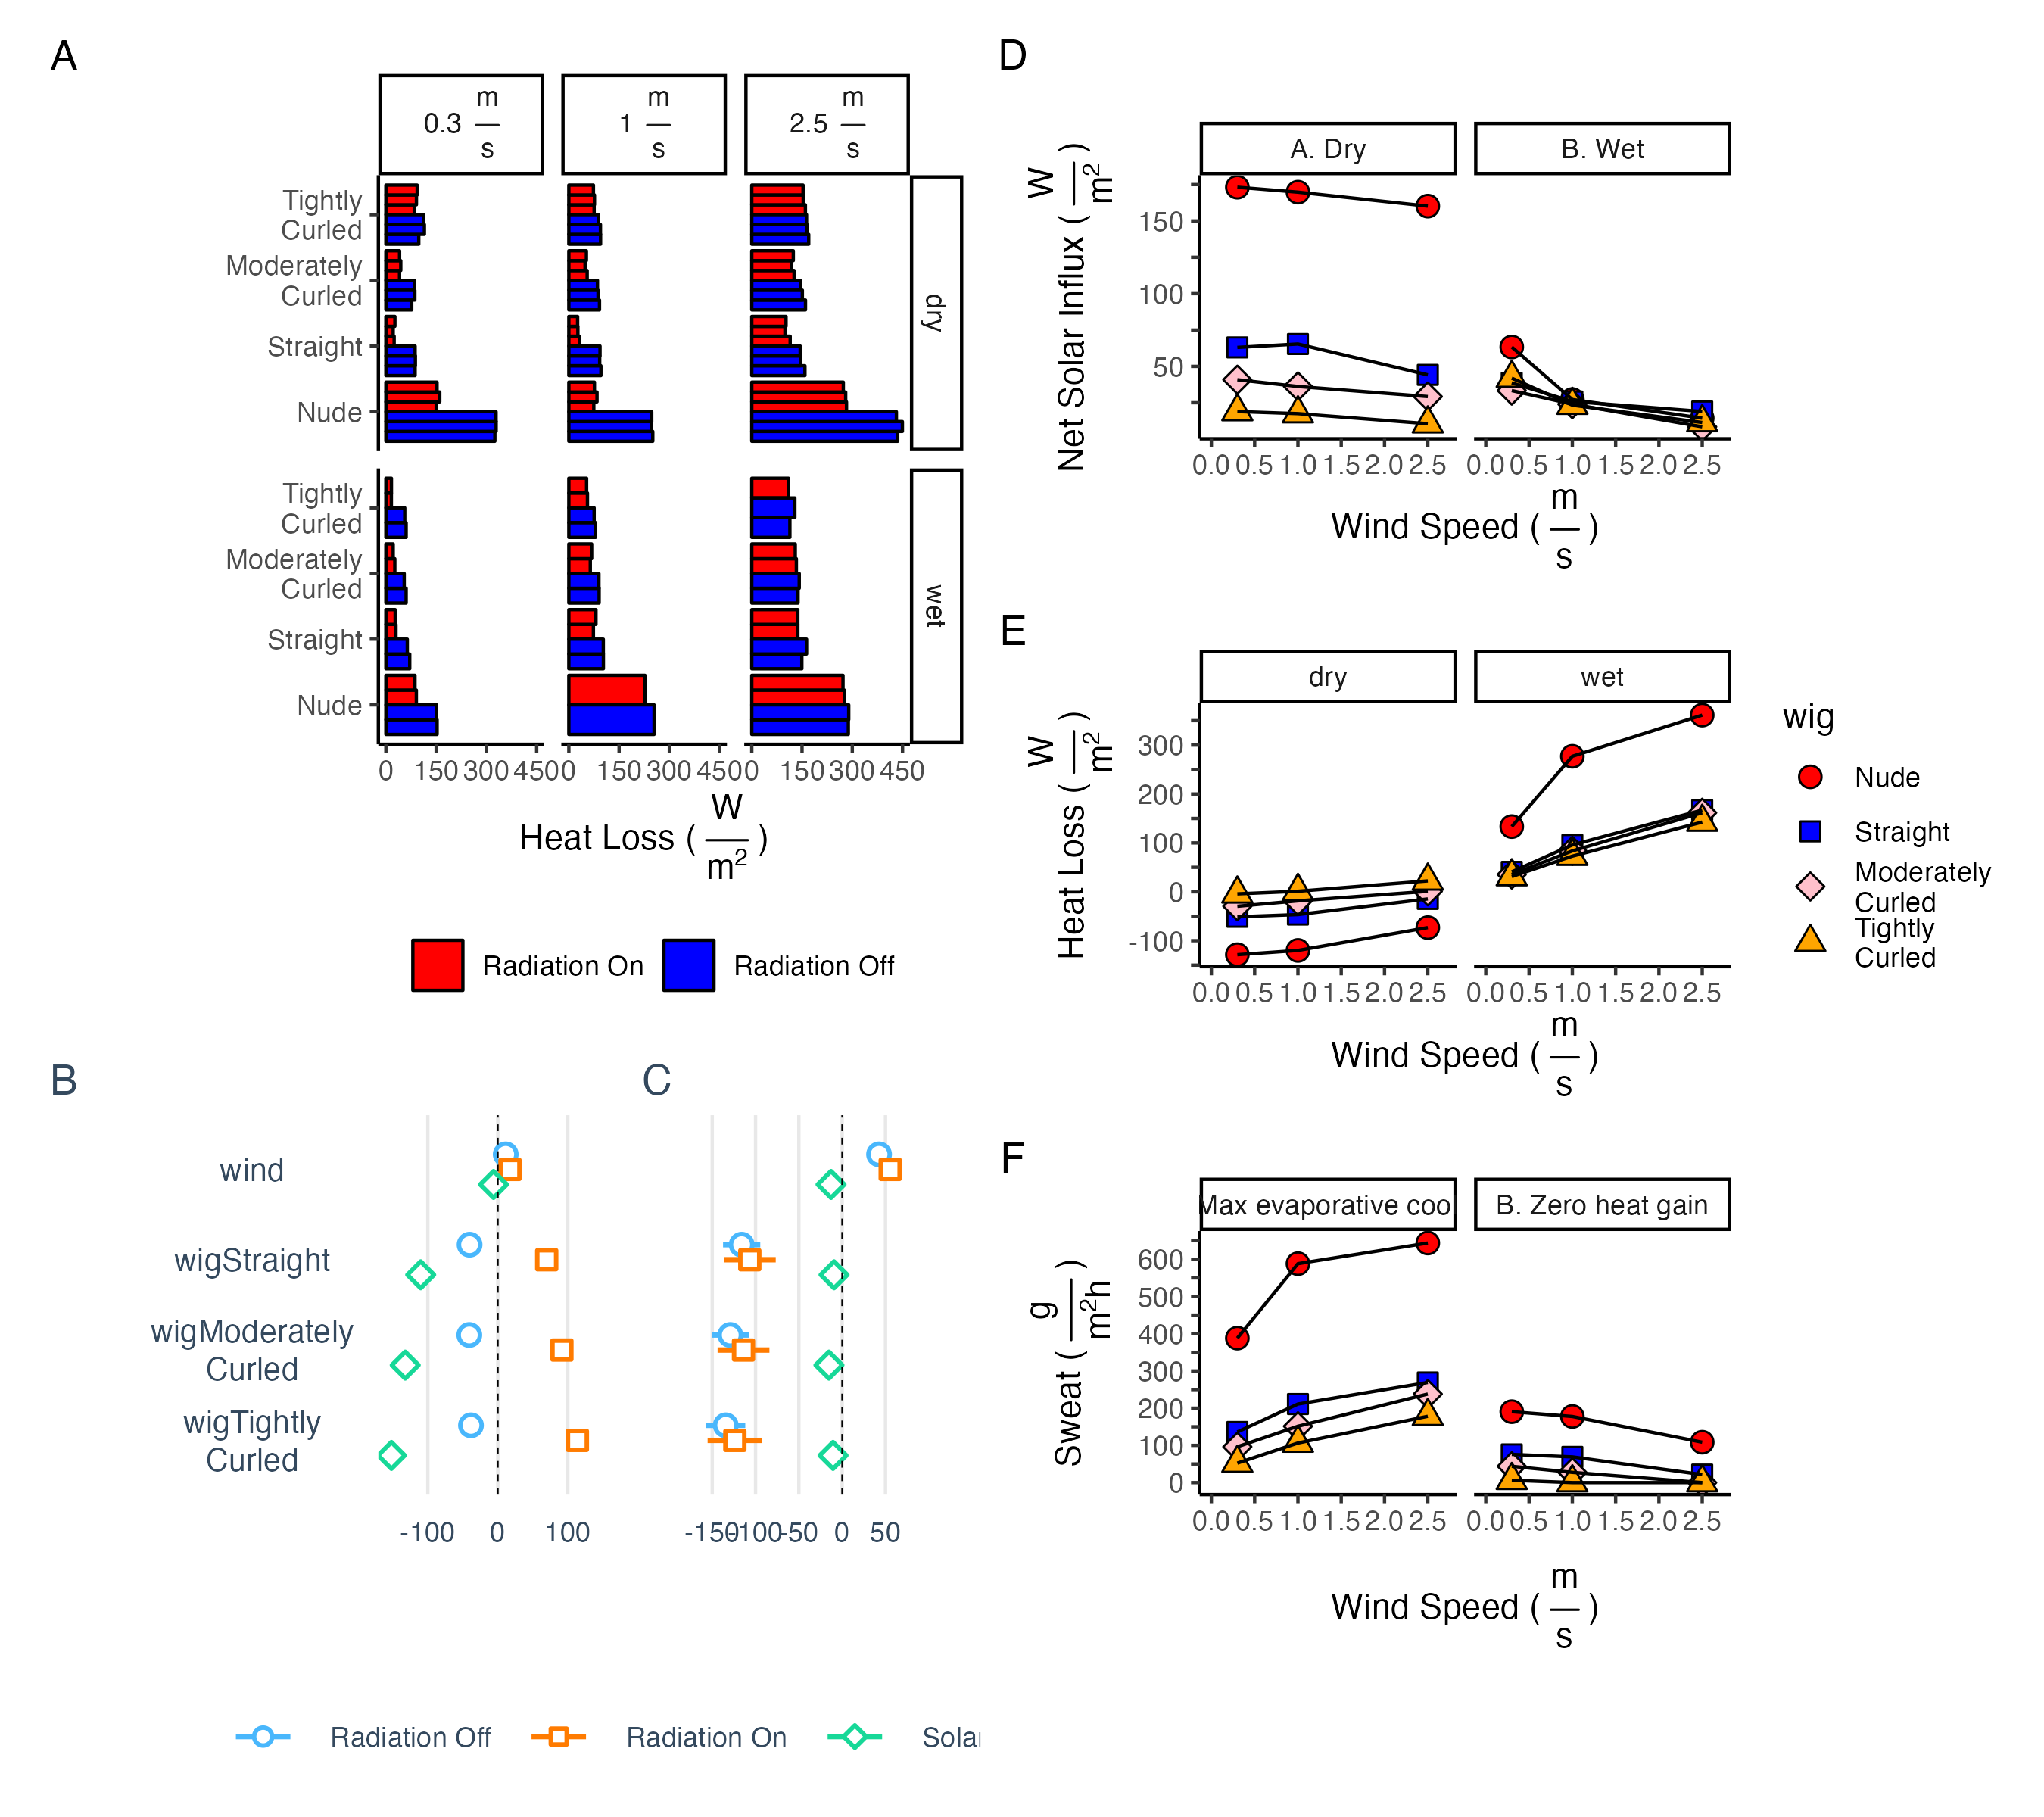 A
0.3 m/s
1 m/s
2.5 m/s
Tightly
Curled
Moderately
Curled
Straight
Nude
dry
Tightly
Curled
Moderately
Curled
Straight
Nude
wet
0 150 300 450
0 150 300 450
0 150 300 450
Heat Loss ( W/m² )
Radiation On
Radiation Off
B
C
wind
wigStraight
wigModerately
Curled
wigTightly
Curled
-100 0 100
-150 -100 -50 0 50
Radiation Off
Radiation On
Solar
D
A. Dry
B. Wet
Net Solar Influx ( W/m² )
150
100
50
0.0 0.5 1.0 1.5 2.0 2.5
0.0 0.5 1.0 1.5 2.0 2.5
Wind Speed ( m/s )
E
dry
wet
Heat Loss ( W/m² )
300
200
100
0
-100
0.0 0.5 1.0 1.5 2.0 2.5
0.0 0.5 1.0 1.5 2.0 2.5
Wind Speed ( m/s )
wig
Nude
Straight
Moderately
Curled
Tightly
Curled
F
Max evaporative coo
B. Zero heat gain
Sweat ( g/m²h )
600
500
400
300
200
100
0
0.0 0.5 1.0 1.5 2.0 2.5
0.0 0.5 1.0 1.5 2.0 2.5
Wind Speed ( m/s )